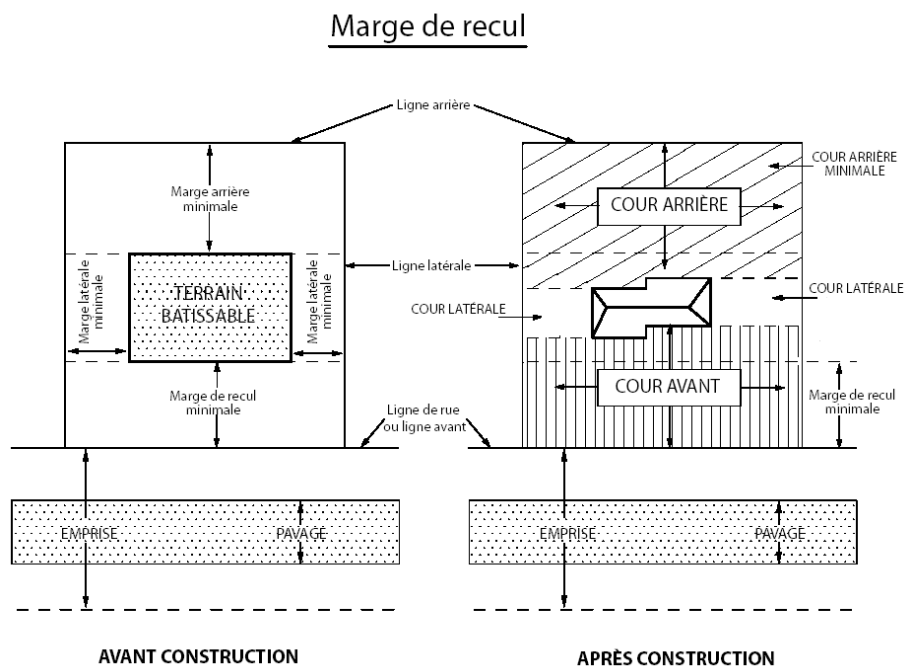 Marge de recul
Ligne arrière
Marge arrière
minimale
Marge latérale
minimale
TERRAIN
BATISSABLE
Marge latérale
minimale
Marge de recul
minimale
Ligne latérale
Ligne de rue
ou ligne avant
EMPRISE
PAVAGE
AVANT CONSTRUCTION
COUR ARRIÈRE
MINIMALE
COUR ARRIÈRE
COUR LATÉRALE
COUR LATÉRALE
COUR AVANT
Marge de recul
minimale
EMPRISE
PAVAGE
APRÈS CONSTRUCTION